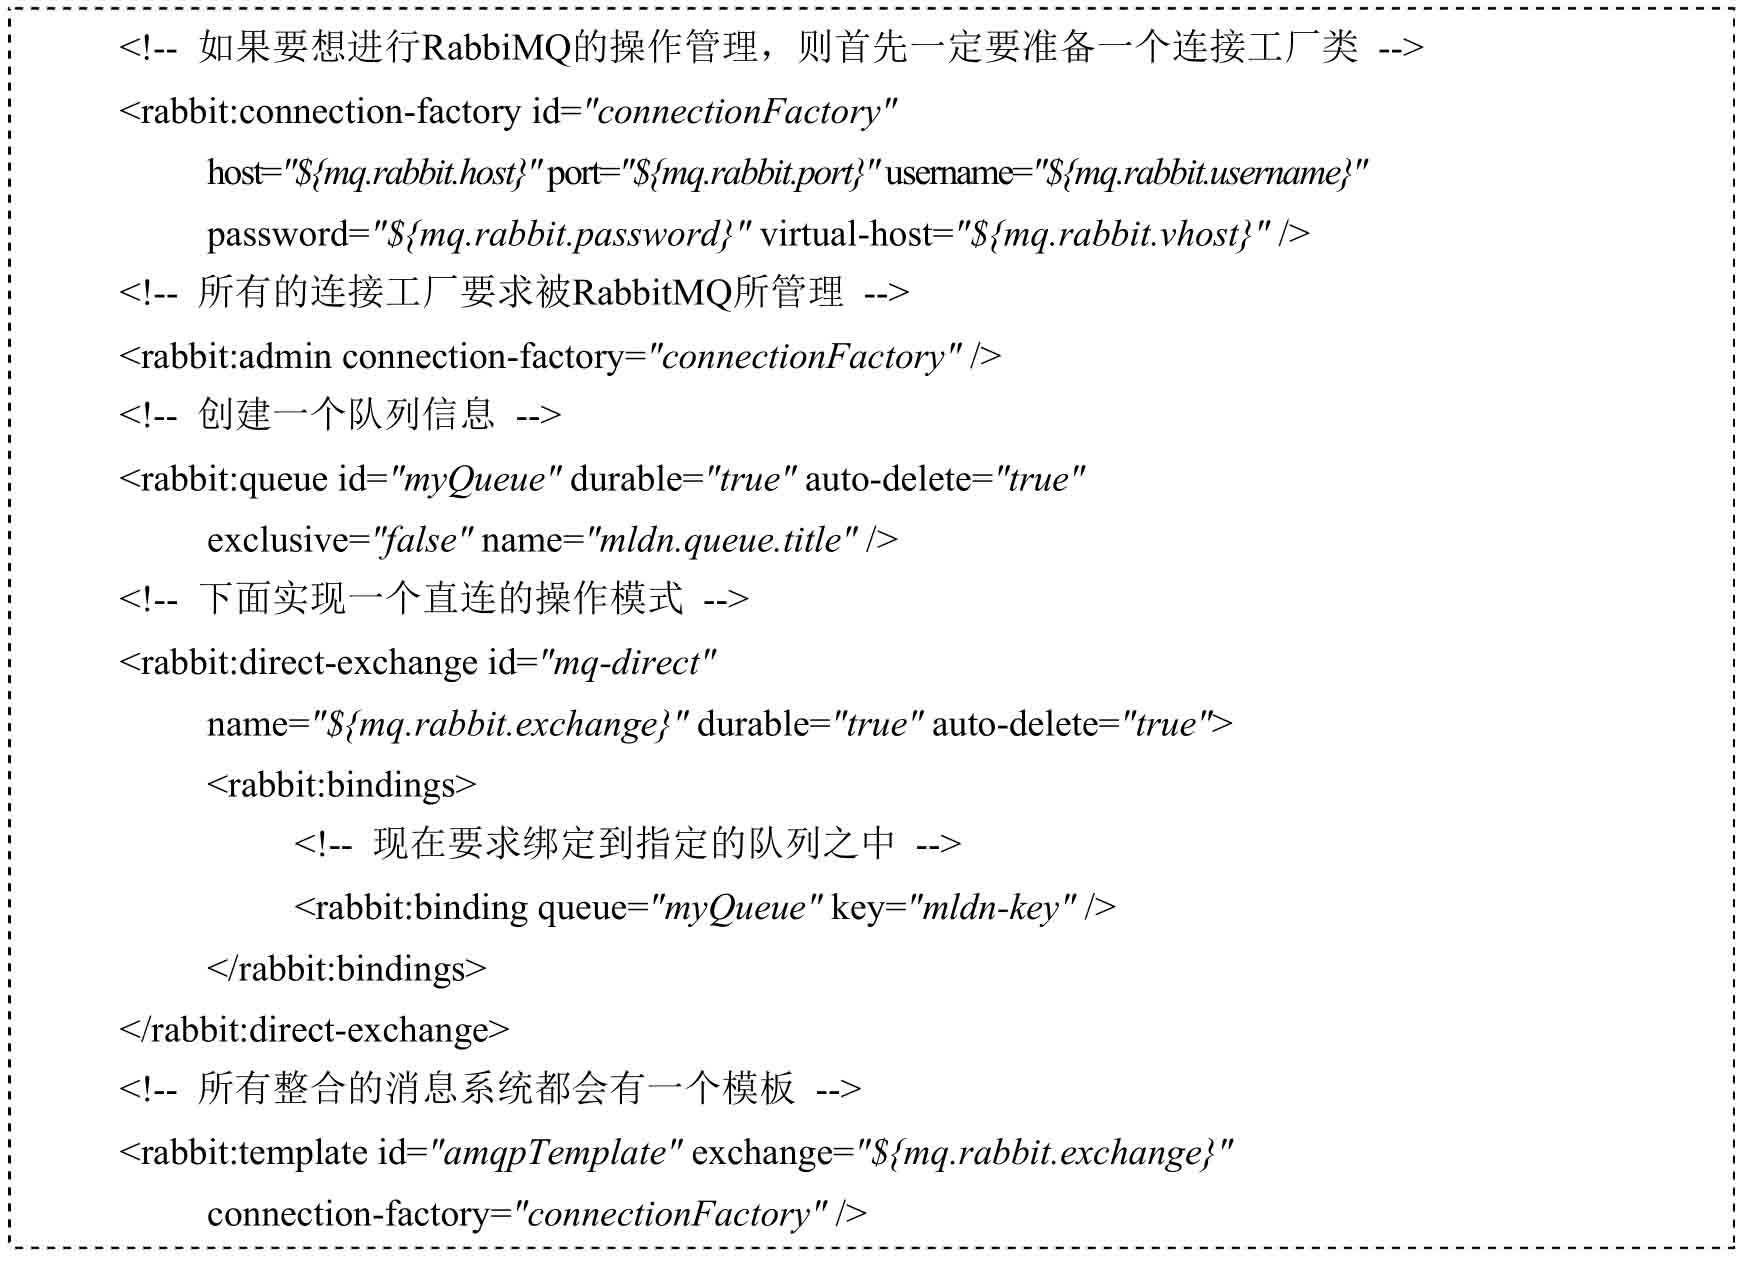 <!-- 如果要想进行RabbiMQ的操作管理，则首先一定要准备一个连接工厂类 -->
<rabbit:connection-factory id="connectionFactory"
host="${mq.rabbit.host}" port="${mq.rabbit.port}" username="${mq.rabbit.username}"
password="${mq.rabbit.password}" virtual-host="${mq.rabbit.vhost}" />
<!-- 所有的连接工厂要求被RabbitMQ所管理 -->
<rabbit:admin connection-factory="connectionFactory" />
<!-- 创建一个队列信息 -->
<rabbit:queue id="myQueue" durable="true" auto-delete="true"
exclusive="false" name="mldn.queue.title" />
<!-- 下面实现一个直连的操作模式 -->
<rabbit:direct-exchange id="mq-direct"
name="${mq.rabbit.exchange}" durable="true" auto-delete="true">
<rabbit:bindings>
<!-- 现在要求绑定到指定的队列之中 -->
<rabbit:binding queue="myQueue" key="mldn-key" />
</rabbit:bindings>
</rabbit:direct-exchange>
<!-- 所有整合的消息系统都会有一个模板 -->
<rabbit:template id="amqpTemplate" exchange="${mq.rabbit.exchange}"
connection-factory="connectionFactory" />